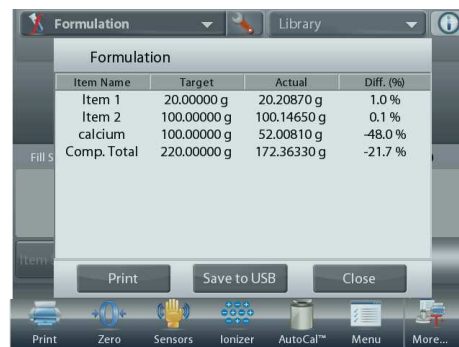 Formulation Library
Formulation
Item Name Target Actual Diff. (%)
Item 1 20.00000 g 20.20870 g 1.0 %
Item 2 100.00000 g 100.14650 g 0.1 %
calcium 100.00000 g 52.00810 g -48.0 %
Comp. Total 220.00000 g 172.36330 g -21.7 %
Fill S
Item
Print Save to USB Close
Print Zero Sensors Ionizer AutoCal™ Menu More...